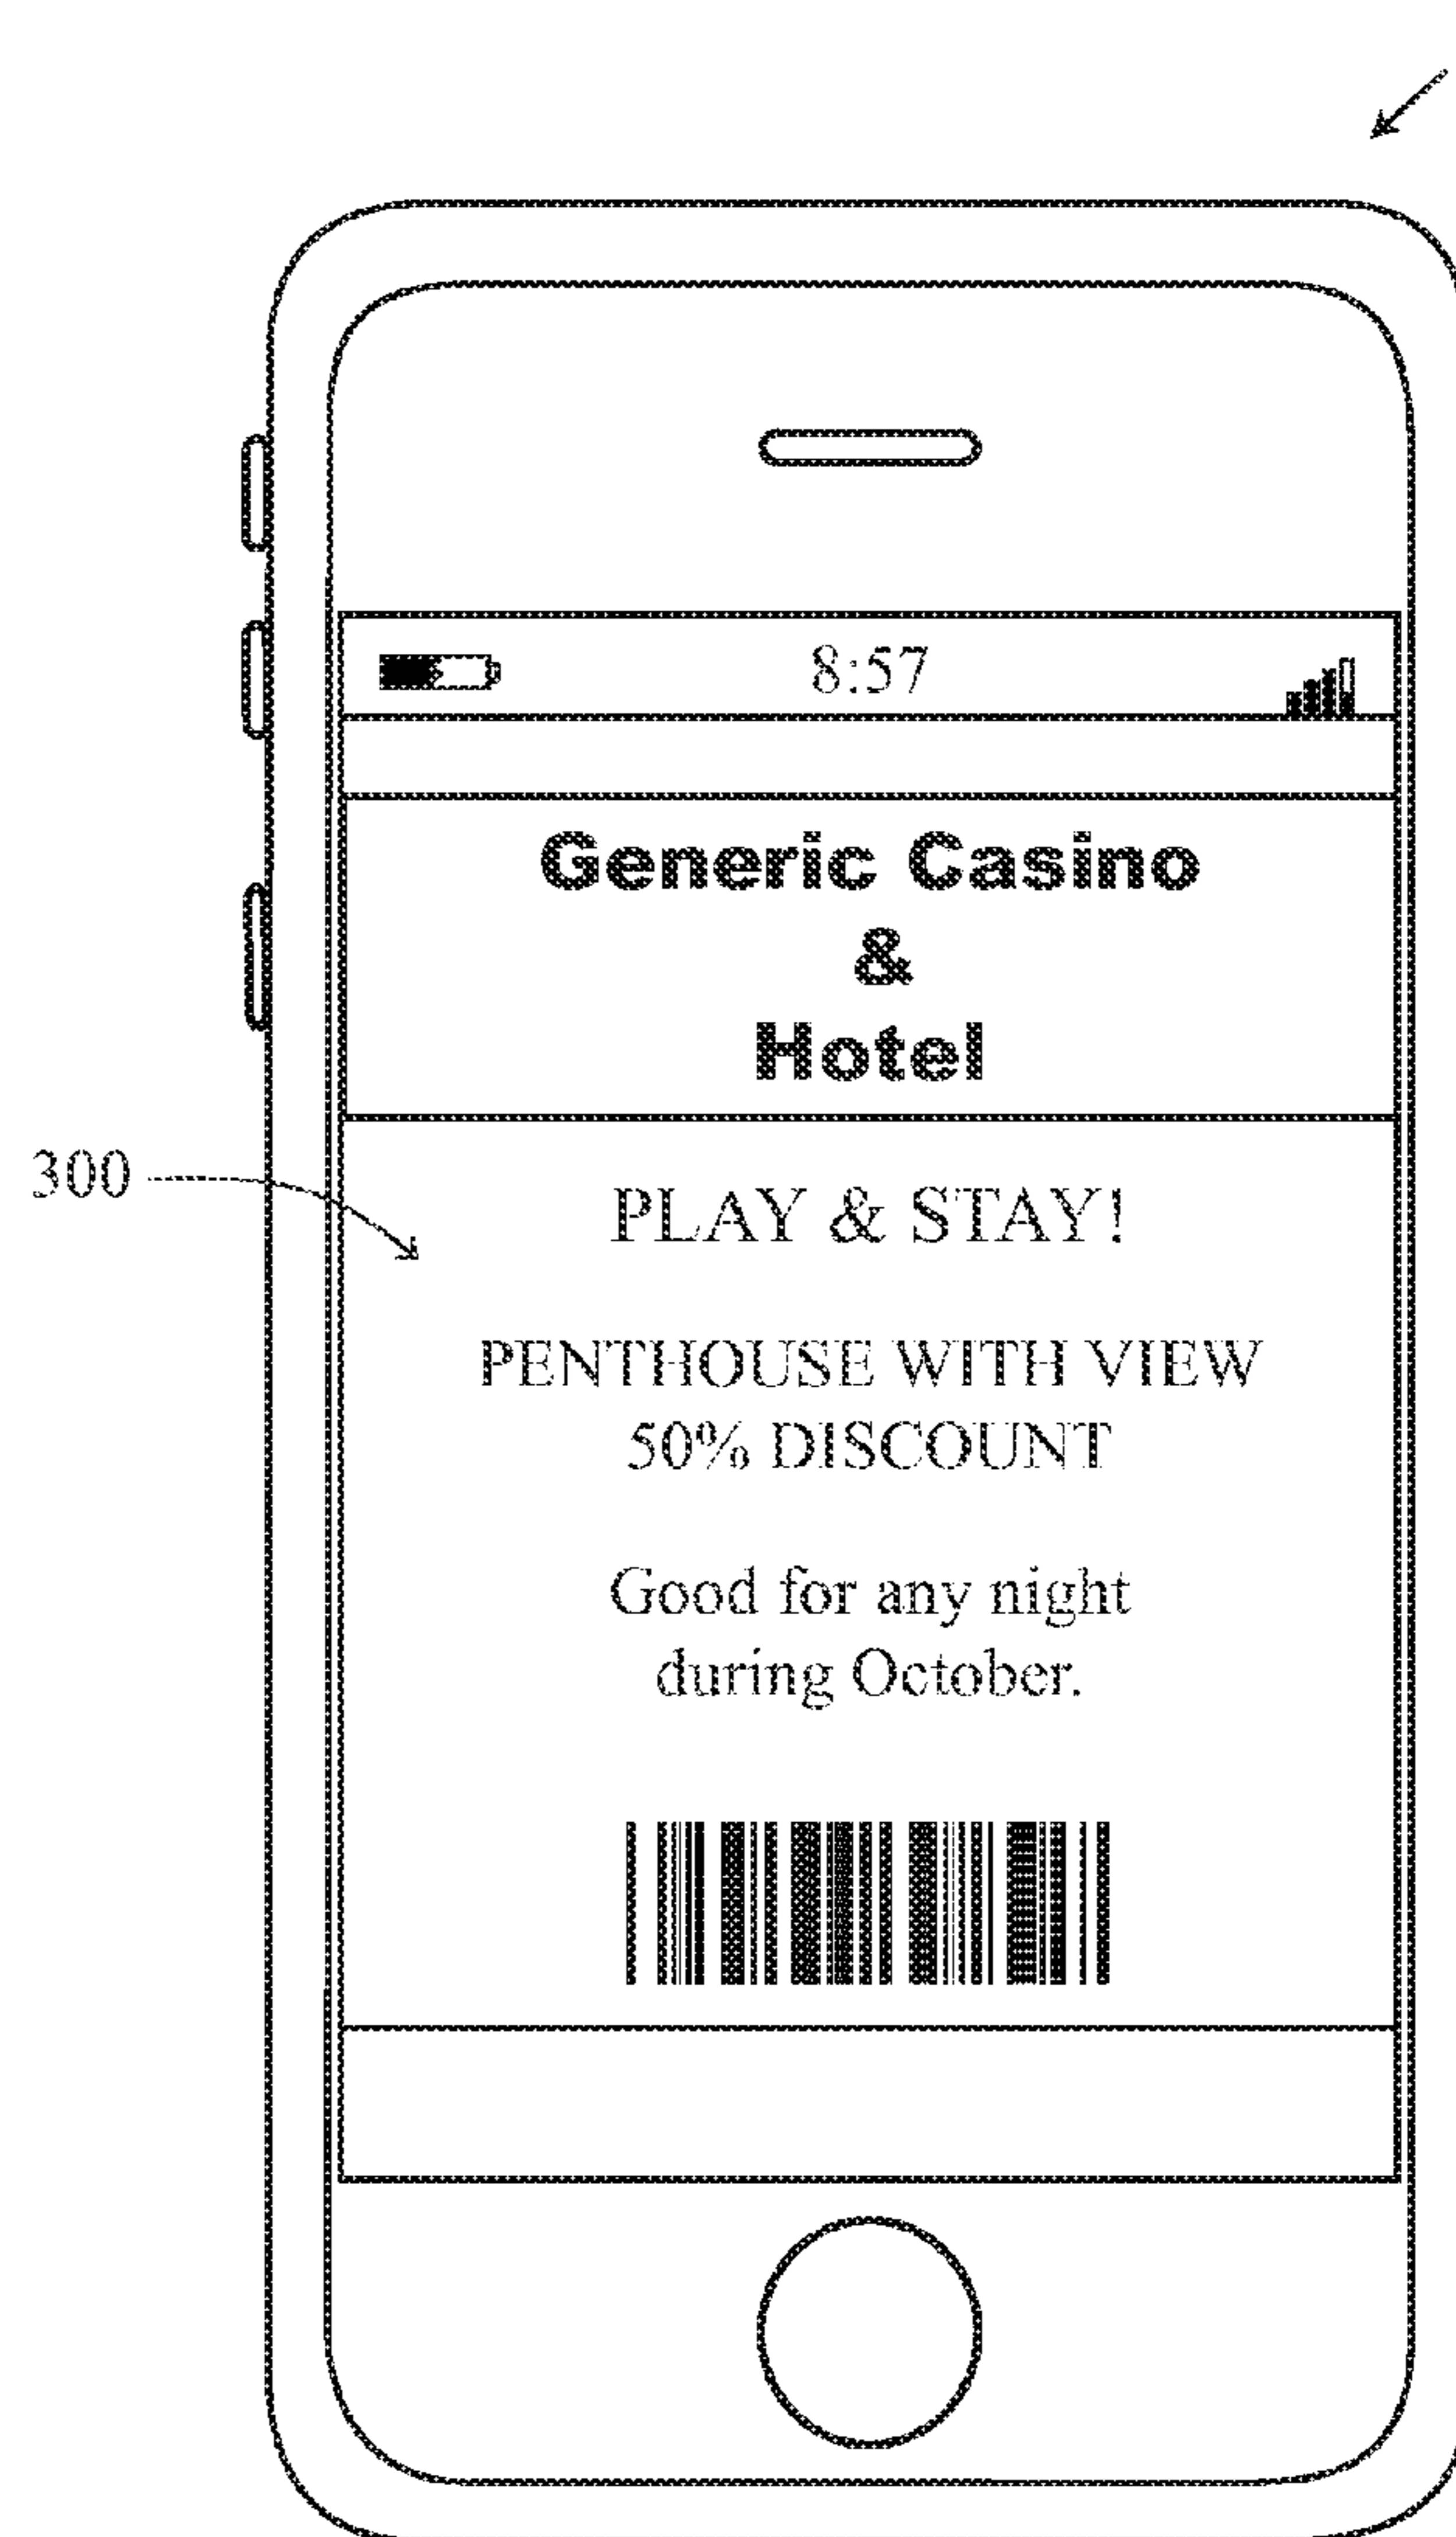 8:57
Generic Casino
&
Hotel
300
PLAY & STAY!
PENTHOUSE WITH VIEW
50% DISCOUNT
Good for any night
during October.